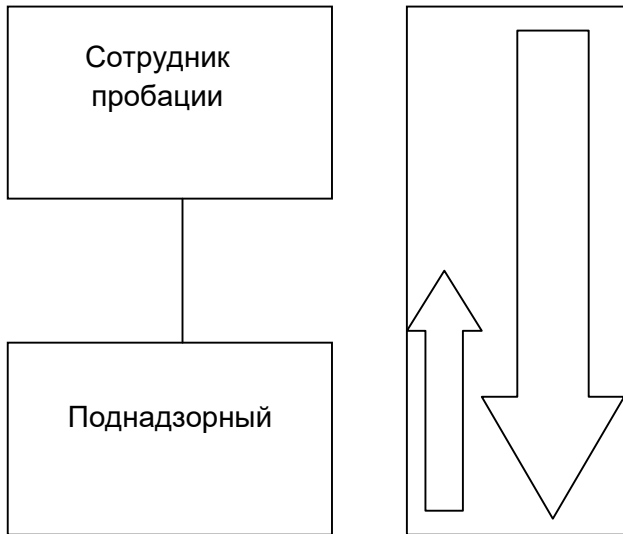 Сотрудник
пробации
Поднадзорный